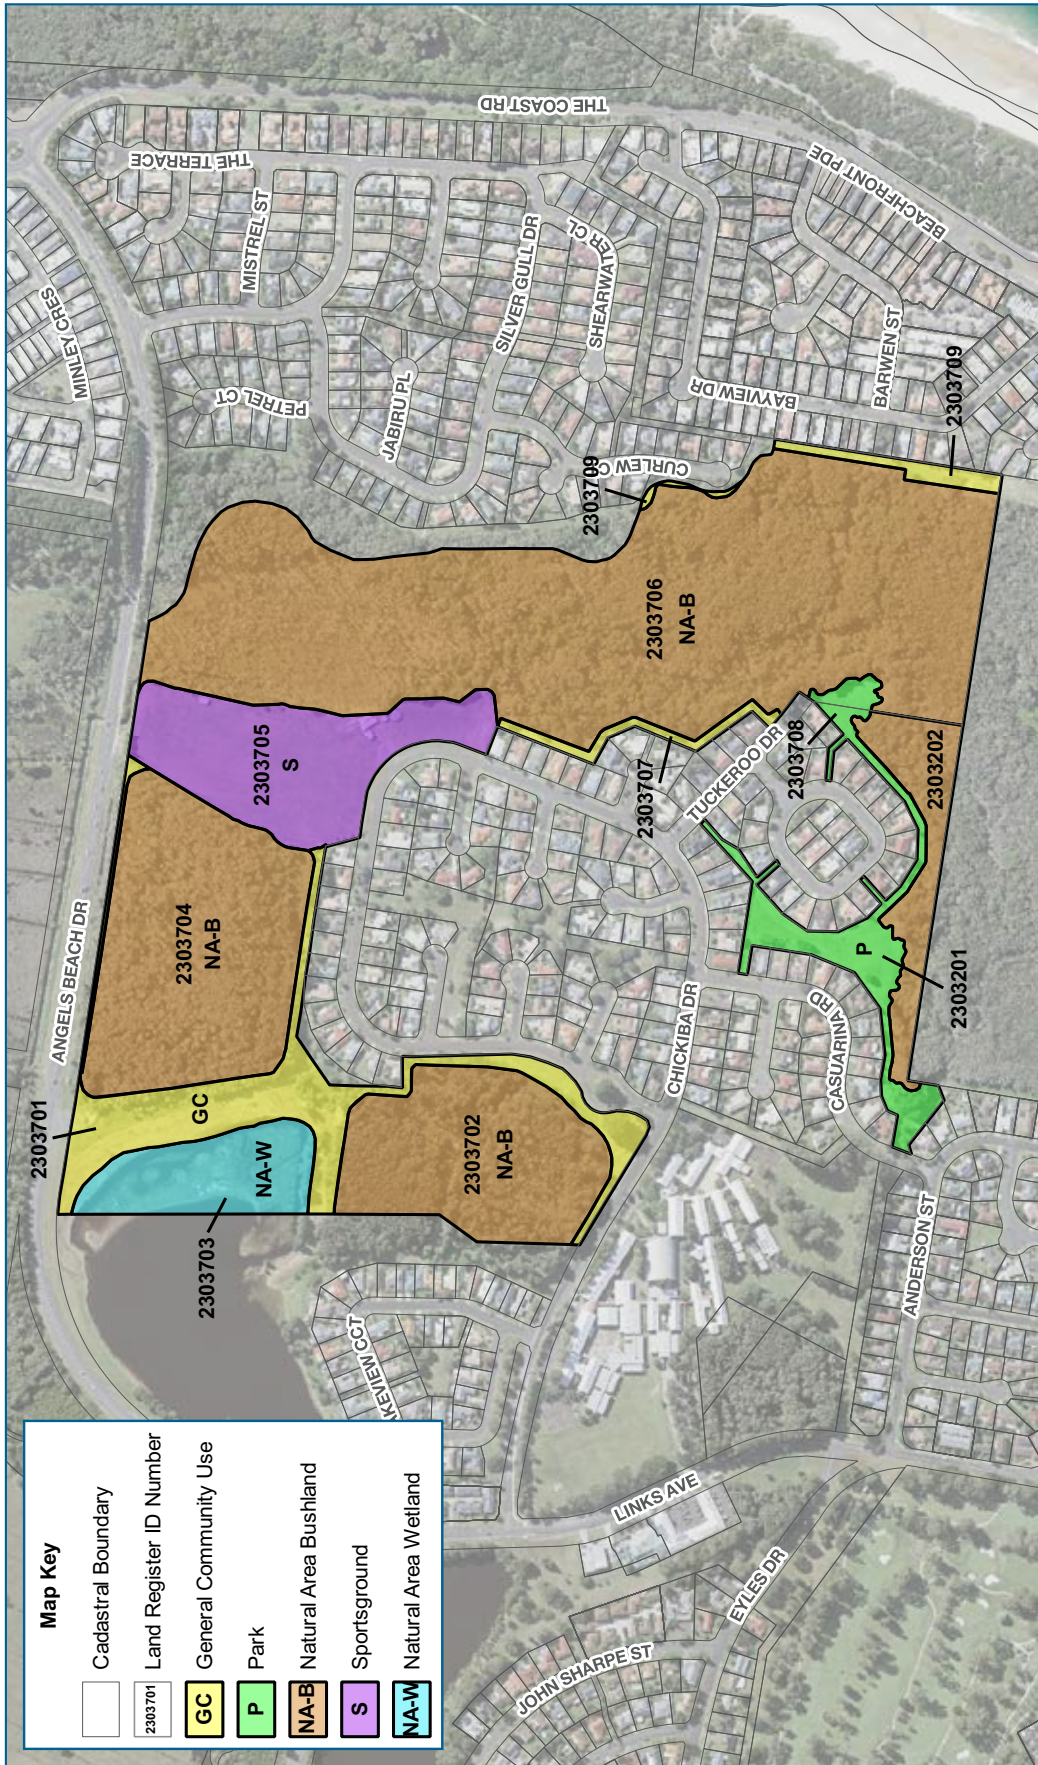 Map Key
Cadastral Boundary
2303701 Land Register ID Number
GC General Community Use
P Park
NA-B Natural Area Bushland
S Sportsground
NA-W Natural Area Wetland
ANGELS BEACH DR
MINLEY CRES
THE TERRACE
MISTREL ST
THE COAST RD
PETREL CT
JABIRU PL
SILVER GULL DR
SHEARWATER CL
BEACHFRONT PDE
BAYVIEW DR
BARWEN ST
CURLEW C
2303709
2303709
2303701
GC
2303704
NA-B
2303705
S
2303706
NA-B
2303703
NA-W
2303702
NA-B
2303707
TUCKEROO DR
2303708
2303202
P
2303201
CHICKIBA DR
CASUARINA RD
AKEVIEW CCT
ANDERSON ST
LINKS AVE
EYLES DR
JOHN SHARPE ST